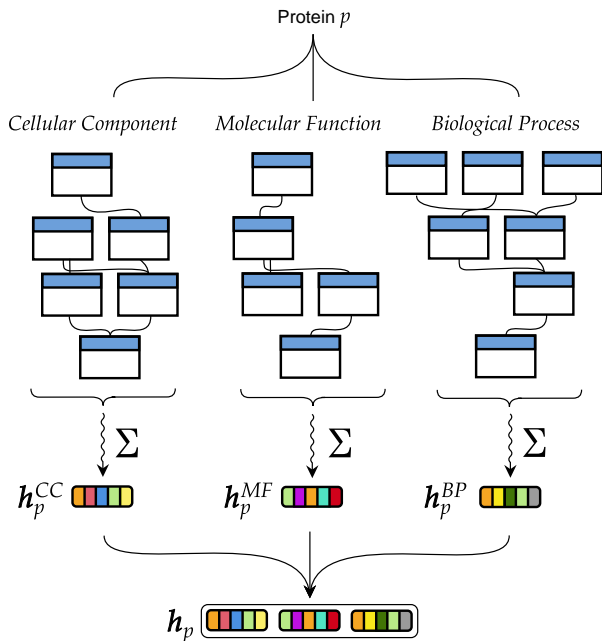 Protein p
Cellular Component Molecular Function Biological Process
Σ Σ Σ
h_p^{CC} h_p^{MF} h_p^{BP}
h_p